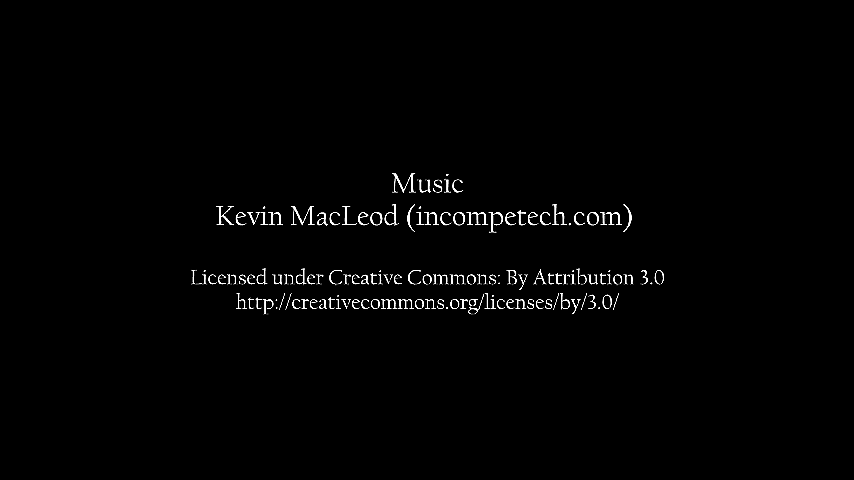 Music
Kevin MacLeod (incompetech.com)
Licensed under Creative Commons: By Attribution 3.0
http://creativecommons.org/licenses/by/3.0/